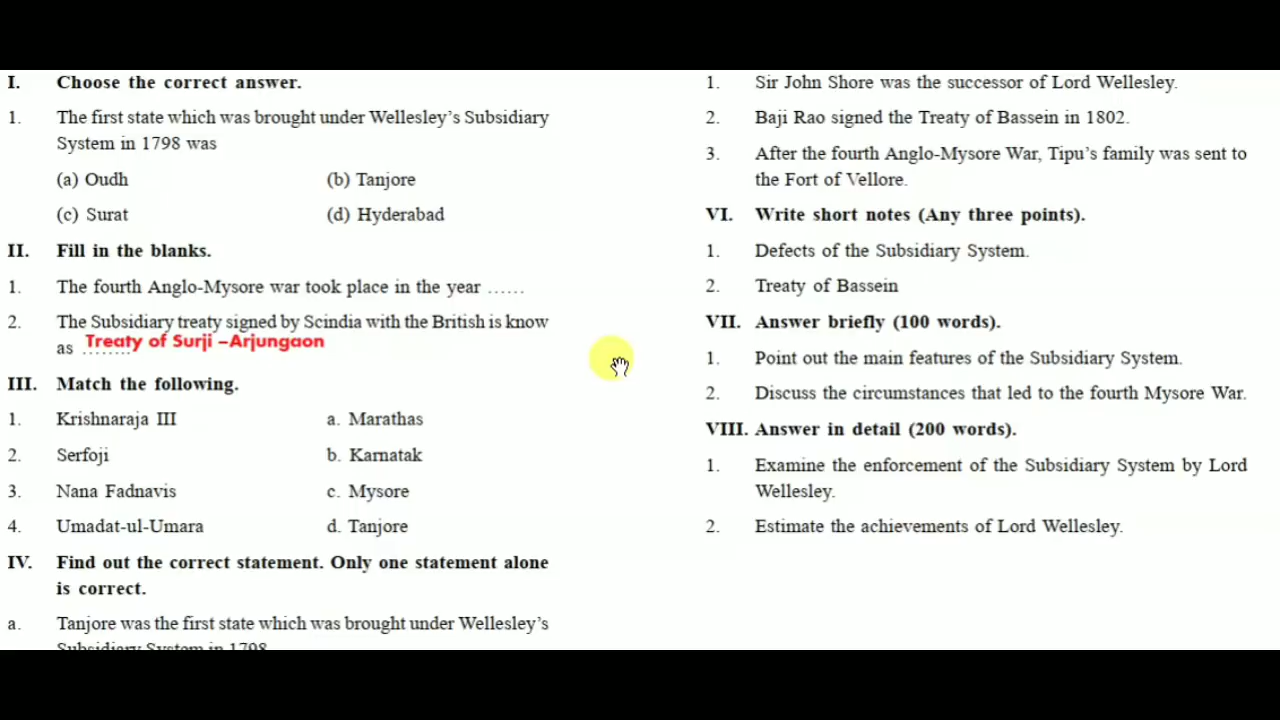 I. Choose the correct answer.
1. The first state which was brought under Wellesley's Subsidiary
System in 1798 was
(a) Oudh (b) Tanjore
(c) Surat (d) Hyderabad
II. Fill in the blanks.
1. The fourth Anglo-Mysore war took place in the year ......
2. The Subsidiary treaty signed by Scindia with the British is know
as ........ Treaty of Surji –Arjungaon
III. Match the following.
1. Krishnaraja III a. Marathas
2. Serfoji b. Karnatak
3. Nana Fadnavis c. Mysore
4. Umadat-ul-Umara d. Tanjore
IV. Find out the correct statement. Only one statement alone
is correct.
a. Tanjore was the first state which was brought under Wellesley's
Subsidiary System in 1798
1. Sir John Shore was the successor of Lord Wellesley.
2. Baji Rao signed the Treaty of Bassein in 1802.
3. After the fourth Anglo-Mysore War, Tipu's family was sent to
the Fort of Vellore.
VI. Write short notes (Any three points).
1. Defects of the Subsidiary System.
2. Treaty of Bassein
VII. Answer briefly (100 words).
1. Point out the main features of the Subsidiary System.
2. Discuss the circumstances that led to the fourth Mysore War.
VIII. Answer in detail (200 words).
1. Examine the enforcement of the Subsidiary System by Lord
Wellesley.
2. Estimate the achievements of Lord Wellesley.